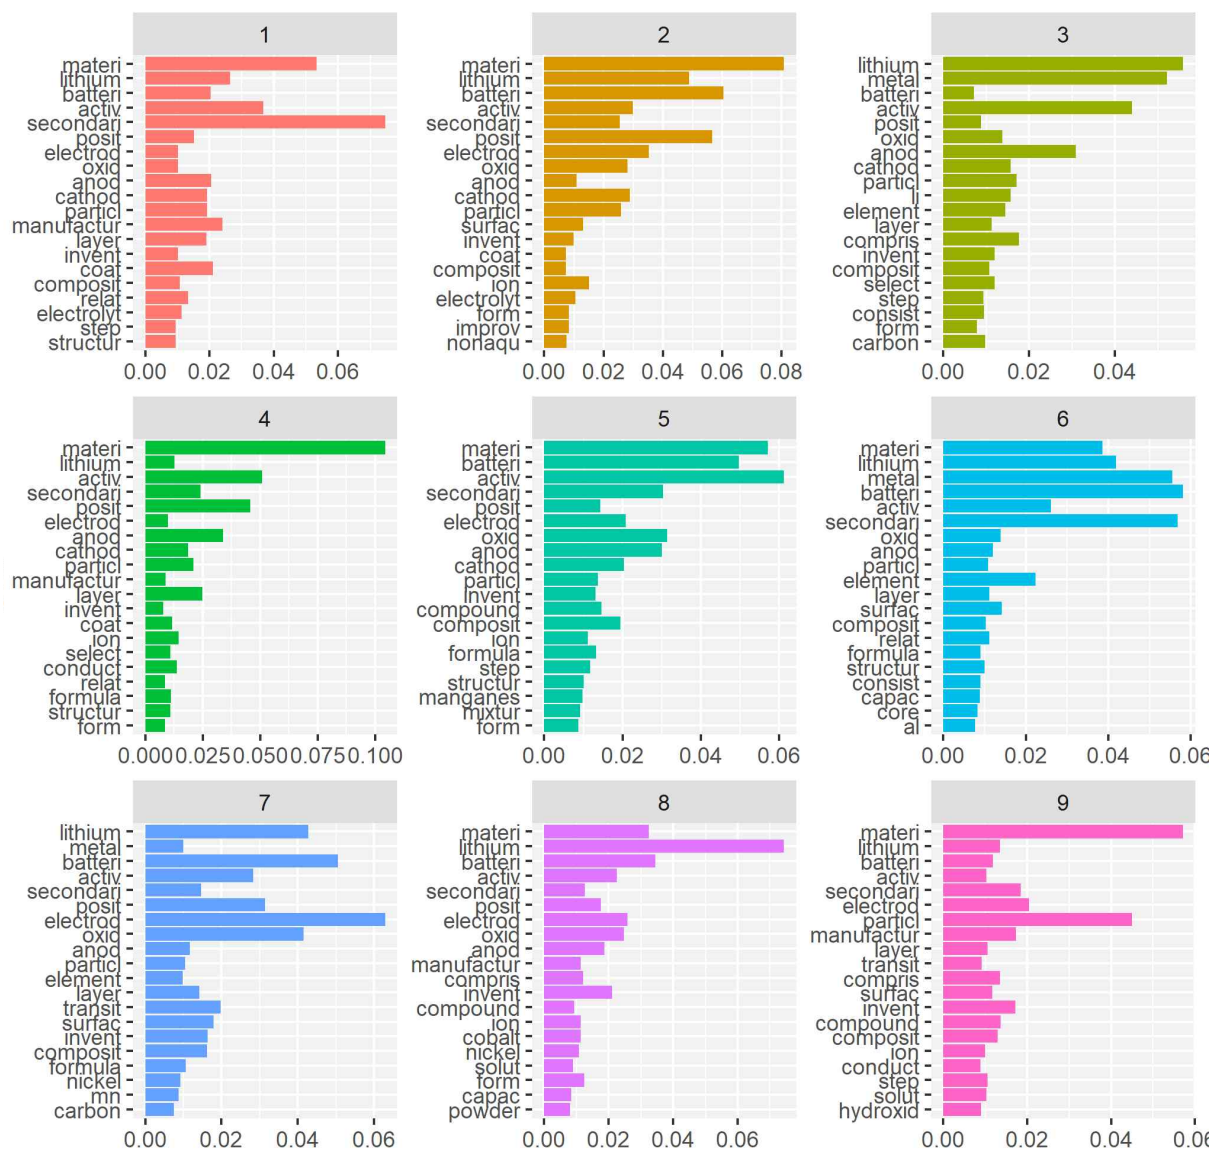 1
materi
lithium
batteri
activ
secondari
posit
electrod
oxid
anod
cathod
particl
manufactur
layer
invent
coat
composit
relat
electrolyt
step
structur
0.00 0.02 0.04 0.06
2
materi
lithium
batteri
activ
secondari
posit
electrod
oxid
anod
cathod
particl
surfac
invent
coat
composit
ion
electrolyt
form
improv
nonaqu
0.00 0.02 0.04 0.06 0.08
3
lithium
metal
batteri
activ
posit
oxid
anod
cathod
particl
li
element
layer
compris
invent
composit
select
step
consist
form
carbon
0.00 0.02 0.04
4
materi
lithium
activ
secondari
posit
electrod
anod
cathod
particl
manufactur
layer
invent
coat
ion
select
conduct
relat
formula
structur
form
0.000 0.025 0.050 0.075 0.100
5
materi
batteri
activ
secondari
posit
electrod
oxid
anod
cathod
particl
invent
compound
composit
ion
formula
step
structur
manganes
mixtur
form
0.00 0.02 0.04 0.06
6
materi
lithium
metal
batteri
activ
secondari
oxid
anod
particl
element
layer
surfac
composit
relat
formula
structur
consist
capac
core
al
0.00 0.02 0.04 0.06
7
lithium
metal
batteri
activ
secondari
posit
electrod
oxid
anod
particl
element
layer
transit
surfac
invent
composit
formula
nickel
mn
carbon
0.00 0.02 0.04 0.06
8
materi
lithium
batteri
activ
secondari
posit
electrod
oxid
anod
manufactur
compris
invent
compound
ion
cobalt
nickel
solut
form
capac
powder
0.00 0.02 0.04 0.06
9
materi
lithium
batteri
activ
secondari
electrod
particl
manufactur
layer
transit
compris
surfac
invent
compound
composit
ion
conduct
step
solut
hydroxid
0.00 0.02 0.04 0.06